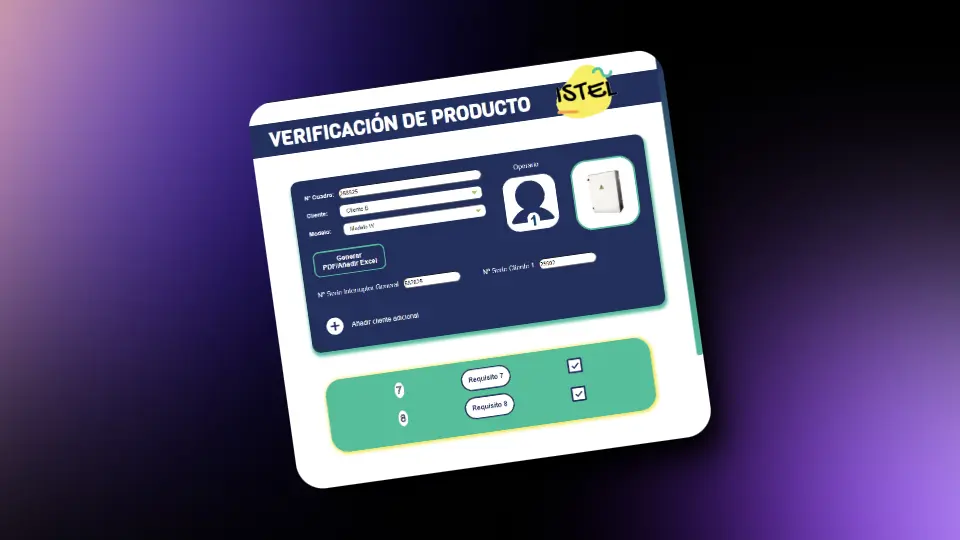 VERIFICACIÓN DE PRODUCTO
ISTEL
Nº Cuadro: 268625
Cliente: Cliente B
Modelo: Modelo W
Operario
1
Generar
PDF/Añadir Excel
Nº Serie Interruptor General
Nº Serie Cliente 1
Añadir cliente adicional
7 Requisito 7
8 Requisito 8